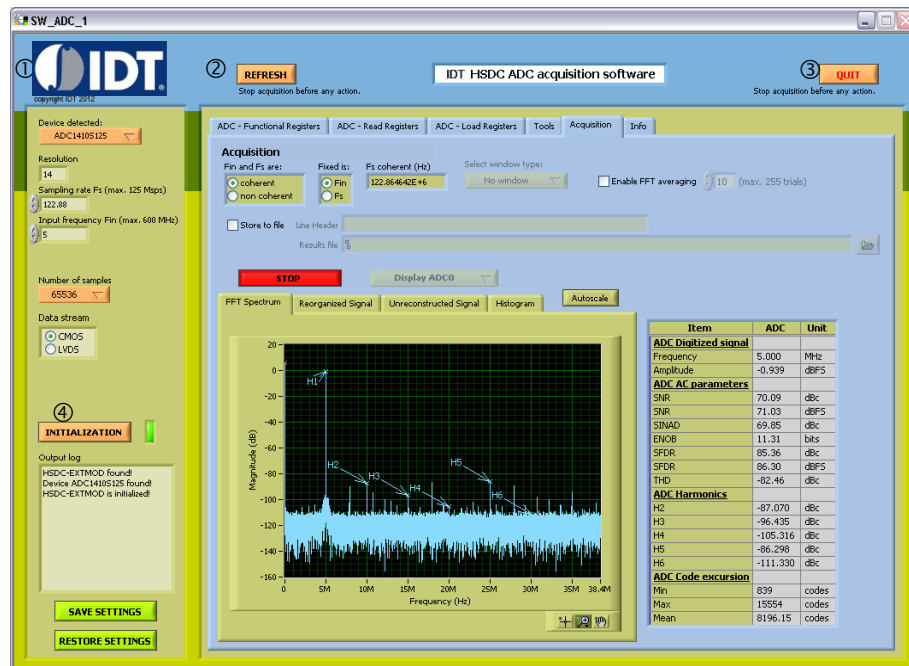 SW_ADC_1
① IDT.
copyright IDT 2012
② REFRESH
Stop acquisition before any action.
IDT HSDC ADC acquisition software
③ QUIT
Stop acquisition before any action.
Device detected:
ADC1410S125
Resolution
14
Sampling rate Fs (max. 125 Msps)
122.88
Input frequency Fin (max. 600 MHz)
5
Number of samples
65536
Data stream
CMOS
LVDS
④
INITIALIZATION
Output log
HSDC-EXTMOD found!
Device ADC1410S125 found!
HSDC-EXTMOD is initialized!
SAVE SETTINGS
RESTORE SETTINGS
ADC - Functional Registers
ADC - Read Registers
ADC - Load Registers
Tools
Acquisition
Info
Acquisition
Fin and Fs are:
coherent
non coherent
Fixed is:
Fin
Fs
Fs coherent (Hz)
122.864642E+6
Select window type:
No window
Enable FFT averaging
10
(max. 255 trials)
Store to file
Line Header
Results file
STOP
Display ADC0
FFT Spectrum
Reorganized Signal
Unreconstructed Signal
Histogram
Autoscale
Magnitude (dB)
20
0
-20
-40
-60
-80
-100
-120
-140
-160
H1
H2
H3
H4
H5
H6
0 5M 10M 15M 20M 25M 30M 35M 38.4M
Frequency (Hz)
Item ADC Unit
ADC Digitized signal
Frequency 5.000 MHz
Amplitude -0.939 dBFS
ADC AC parameters
SNR 70.09 dBc
SNR 71.03 dBFS
SINAD 69.85 dBc
ENOB 11.31 bits
SFDR 85.36 dBc
SFDR 86.30 dBFS
THD -82.46 dBc
ADC Harmonics
H2 -87.070 dBc
H3 -96.435 dBc
H4 -105.316 dBc
H5 -86.298 dBc
H6 -111.330 dBc
ADC Code excursion
Min 839 codes
Max 15554 codes
Mean 8196.15 codes